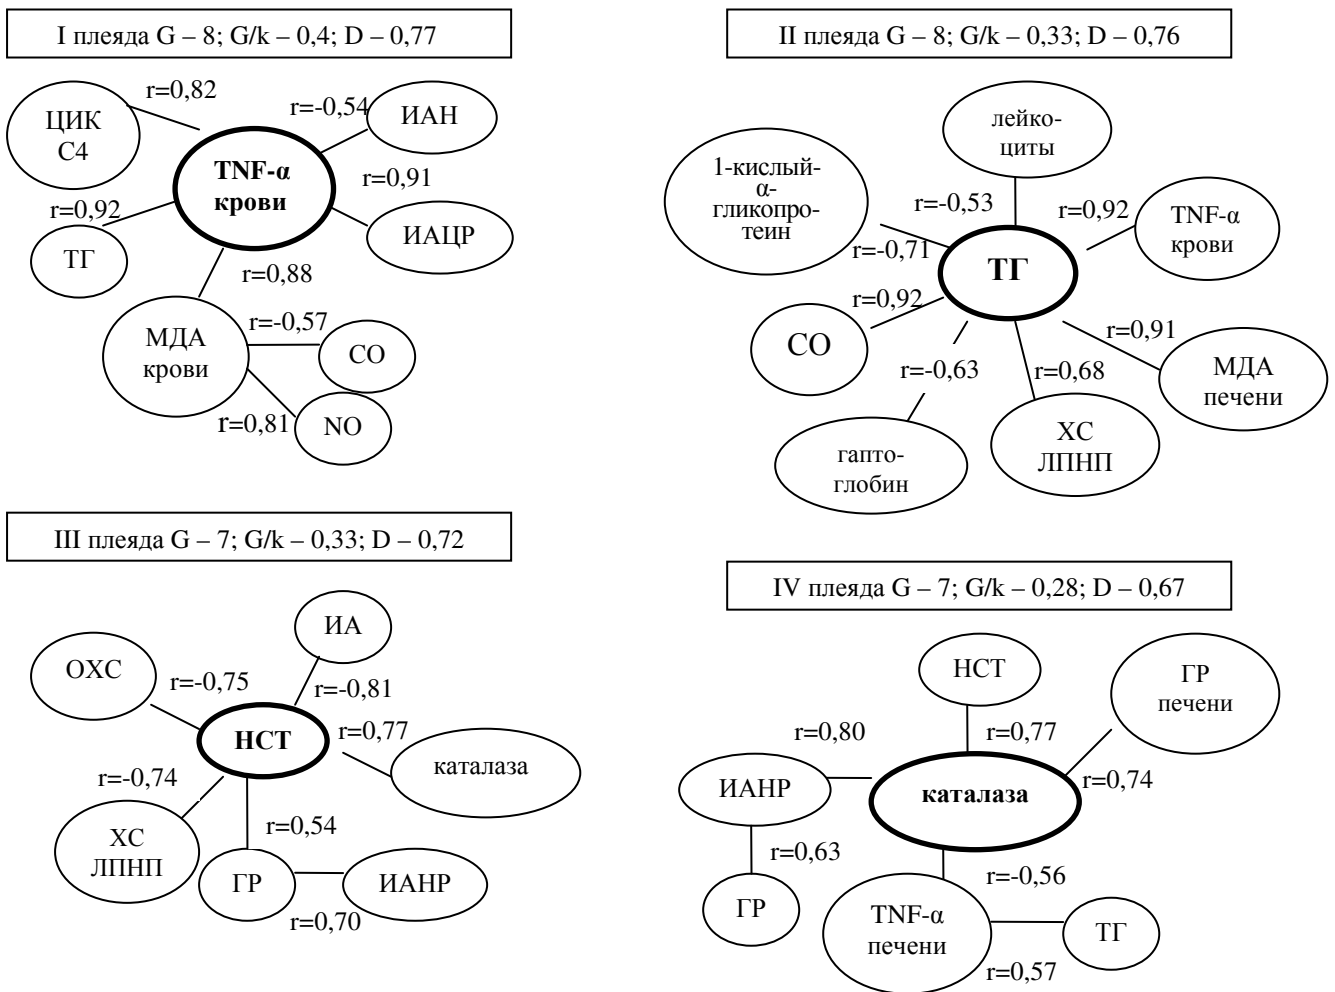 I плеяда G – 8; G/k – 0,4; D – 0,77
ЦИК
С4
r=0,82
r=-0,54
ИАН
TNF-α
крови
r=0,91
ИАЦР
r=0,92
ТГ
r=0,88
МДА
крови
r=-0,57
СО
r=0,81
NO
II плеяда G – 8; G/k – 0,33; D – 0,76
лейко-
циты
1-кислый-
α-
гликопро-
теин
r=-0,53
r=0,92
TNF-α
крови
r=-0,71
ТГ
r=0,92
СО
r=0,91
МДА
печени
r=-0,63
r=0,68
гапто-
глобин
ХС
ЛПНП
III плеяда G – 7; G/k – 0,33; D – 0,72
ИА
ОХС
r=-0,75
r=-0,81
НСТ
r=0,77
каталаза
r=-0,74
ХС
ЛПНП
r=0,54
ГР
ИАНР
r=0,70
IV плеяда G – 7; G/k – 0,28; D – 0,67
НСТ
ГР
печени
r=0,80
r=0,77
r=0,74
ИАНР
каталаза
r=0,63
ГР
r=-0,56
TNF-α
печени
ТГ
r=0,57